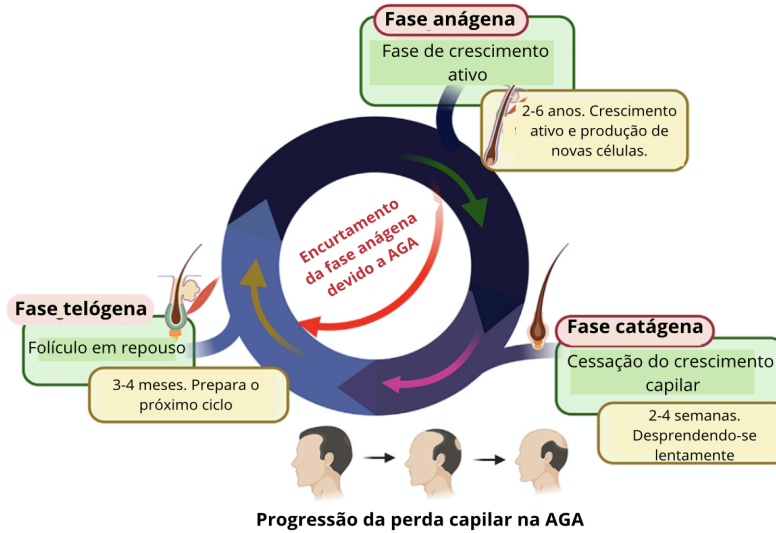 Fase anágena
Fase de crescimento
ativo
2-6 anos. Crescimento
ativo e produção de
novas células.
Encurtamento
da fase anágena
devido a AGA
Fase telógena
Folículo em repouso
3-4 meses. Prepara o
próximo ciclo
Fase catágena
Cessação do crescimento
capilar
2-4 semanas.
Desprendendo-se
lentamente
Progressão da perda capilar na AGA